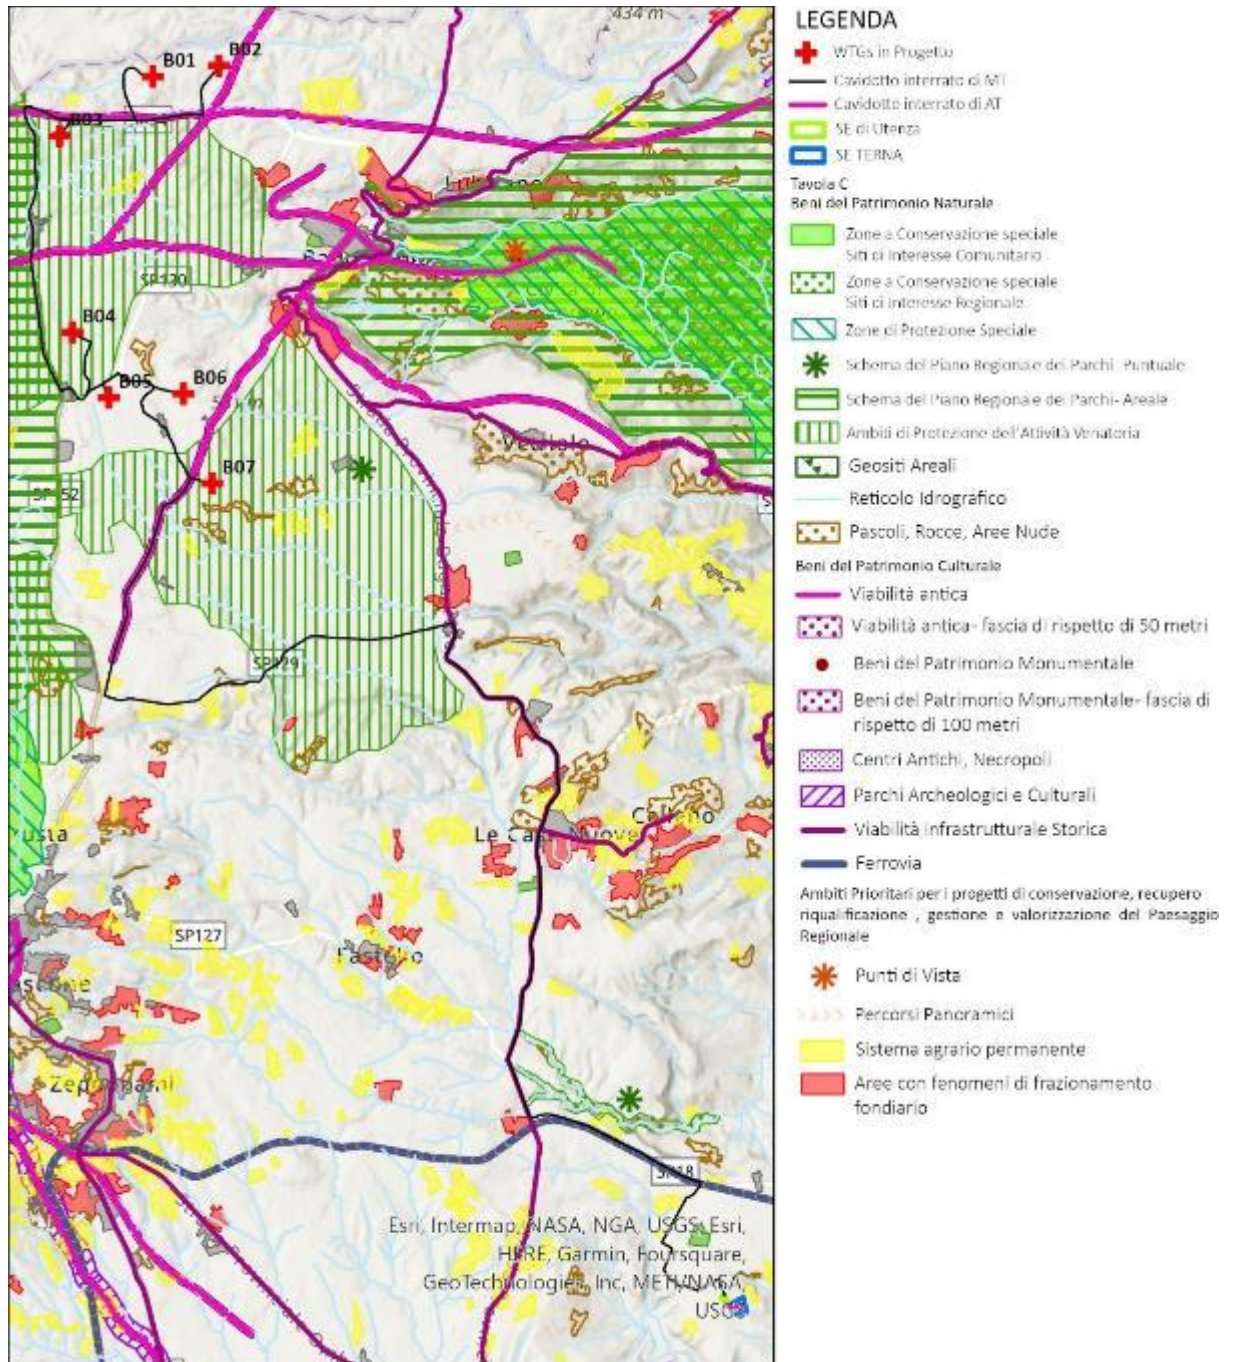 434 m
B01
B02
B03
SP130
B04
B05
B06
B07
SP129
Le Case Nuove
SP127
Fastello
Zepponami
SP18
Esri, Intermap, NASA, NGA, USGS; Esri,
HERE, Garmin, Foursquare,
GeoTechnologies, Inc, METI/NASA,
USGS
LEGENDA
WTGs in Progetto
Cavidotto interrato di MT
Cavidotto interrato di AT
SE di Utenza
SE TERNA
Tavola C
Beni del Patrimonio Naturale
Zone a Conservazione speciale
Siti di Interesse Comunitario
Zone a Conservazione speciale
Siti di Interesse Regionale
Zone di Protezione Speciale
Schema del Piano Regionale dei Parchi- Puntuale
Schema del Piano Regionale dei Parchi- Areale
Ambiti di Protezione dell'Attività Venatoria
Geositi Areali
Reticolo Idrografico
Pascoli, Rocce, Aree Nude
Beni del Patrimonio Culturale
Viabilità antica
Viabilità antica- fascia di rispetto di 50 metri
Beni del Patrimonio Monumentale
Beni del Patrimonio Monumentale- fascia di
rispetto di 100 metri
Centri Antichi, Necropoli
Parchi Archeologici e Culturali
Viabilità Infrastrutturale Storica
Ferrovia
Ambiti Prioritari per i progetti di conservazione, recupero
riqualificazione , gestione e valorizzazione del Paesaggio
Regionale
Punti di Vista
Percorsi Panoramici
Sistema agrario permanente
Aree con fenomeni di frazionamento
fondiario